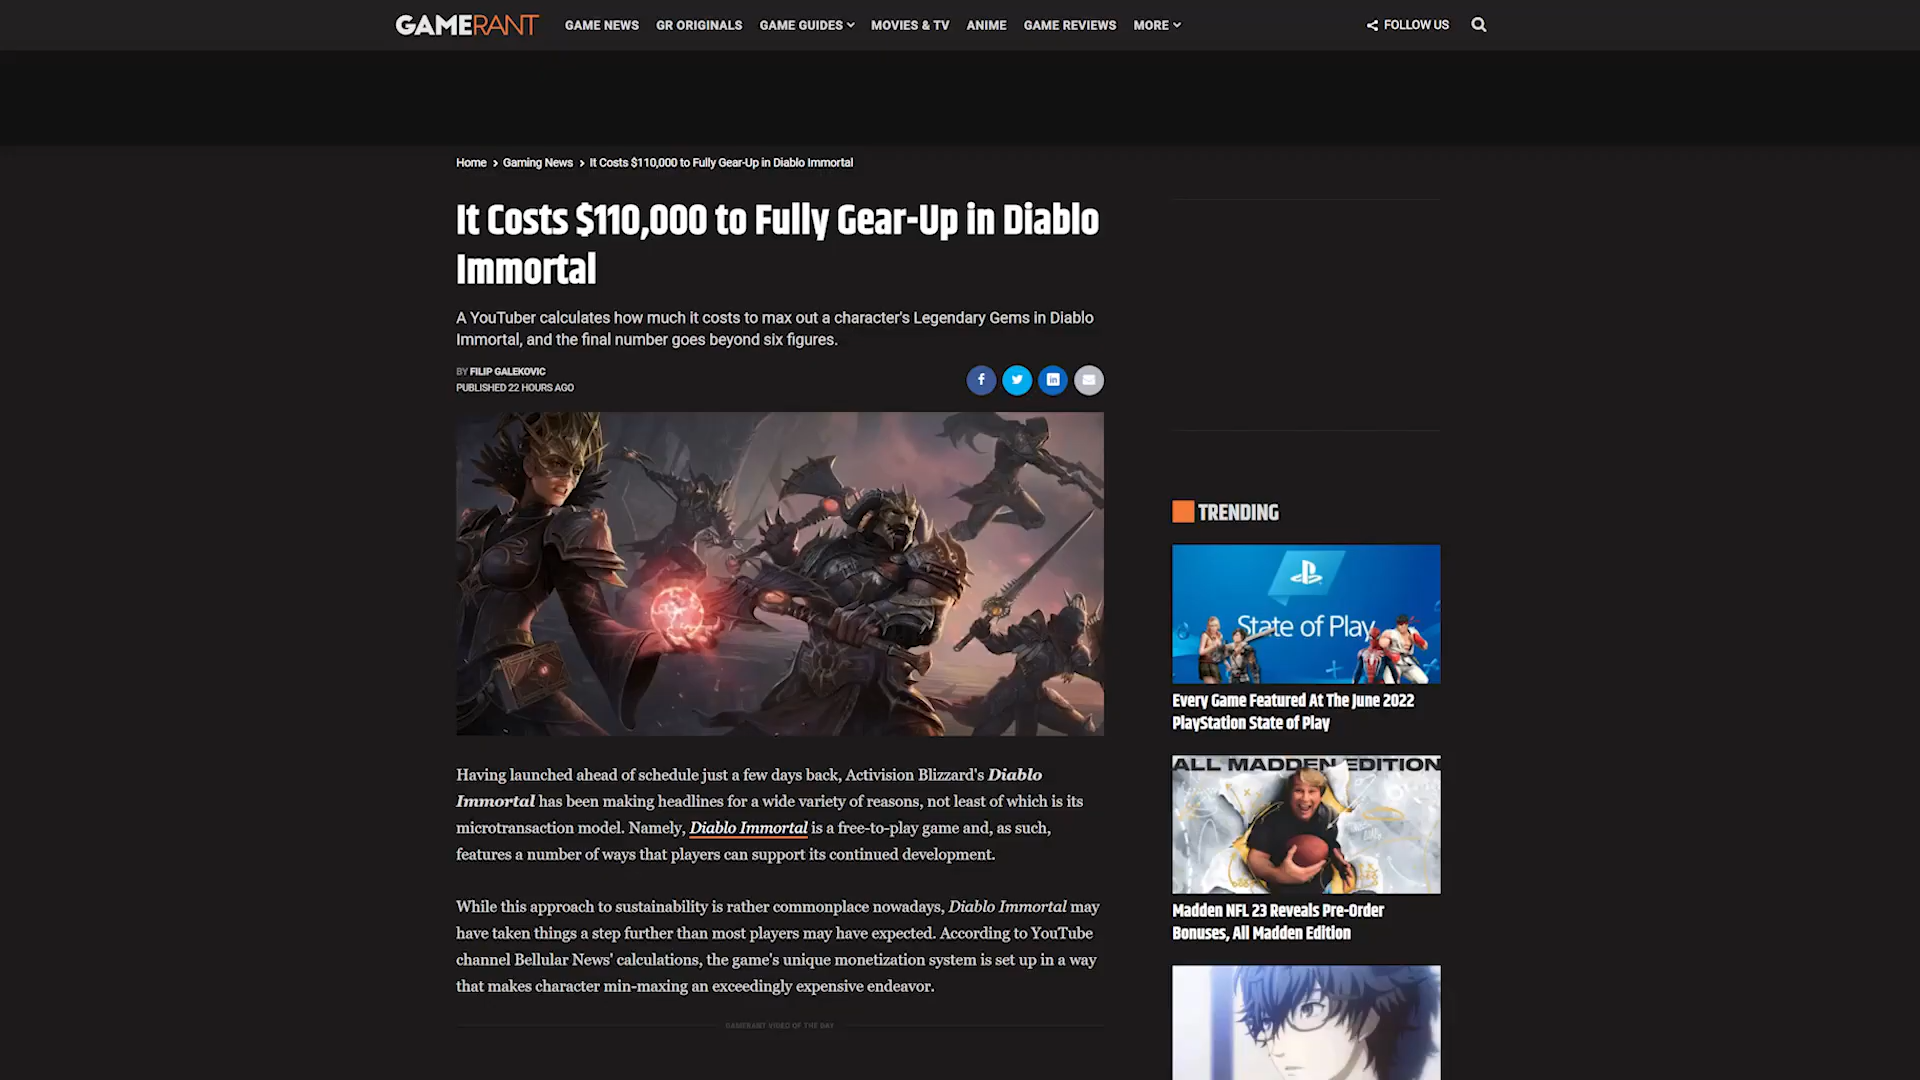 GAMERANT GAME NEWS GR ORIGINALS GAME GUIDES MOVIES & TV ANIME GAME REVIEWS MORE FOLLOW US
Home > Gaming News > It Costs $110,000 to Fully Gear-Up in Diablo Immortal
It Costs $110,000 to Fully Gear-Up in Diablo
Immortal
A YouTuber calculates how much it costs to max out a character's Legendary Gems in Diablo
Immortal, and the final number goes beyond six figures.
BY FILIP GALEKOVIC
PUBLISHED 22 HOURS AGO
Having launched ahead of schedule just a few days back, Activision Blizzard's Diablo
Immortal has been making headlines for a wide variety of reasons, not least of which is its
microtransaction model. Namely, Diablo Immortal is a free-to-play game and, as such,
features a number of ways that players can support its continued development.
While this approach to sustainability is rather commonplace nowadays, Diablo Immortal may
have taken things a step further than most players may have expected. According to YouTube
channel Bellular News' calculations, the game's unique monetization system is set up in a way
that makes character min-maxing an exceedingly expensive endeavor.
GAMERANT VIDEO OF THE DAY
TRENDING
State of Play
Every Game Featured At The June 2022
PlayStation State of Play
ALL MADDEN EDITION
Madden NFL 23 Reveals Pre-Order
Bonuses, All Madden Edition